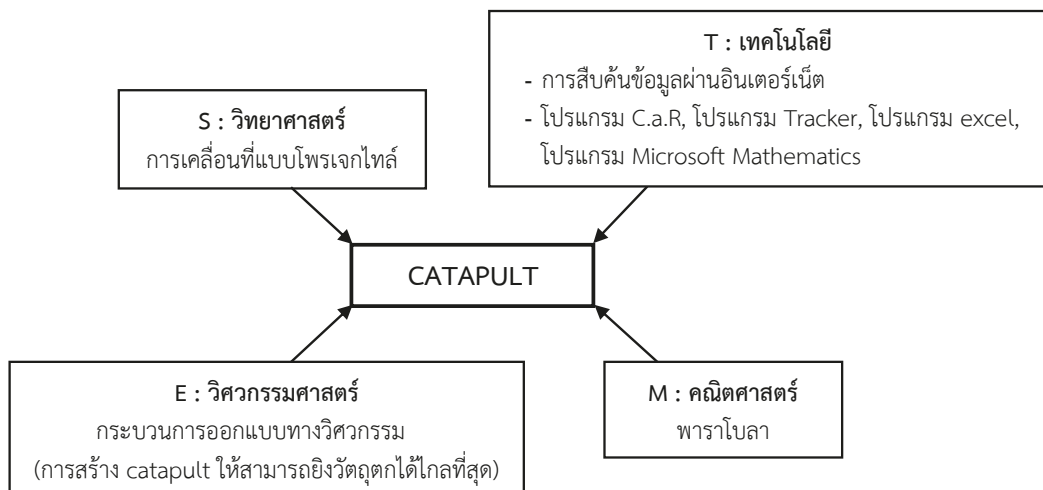 T : เทคโนโลยี
- การสืบค้นข้อมูลผ่านอินเตอร์เน็ต
- โปรแกรม C.a.R, โปรแกรม Tracker, โปรแกรม excel,
โปรแกรม Microsoft Mathematics
S : วิทยาศาสตร์
การเคลื่อนที่แบบโพรเจกไทล์
CATAPULT
E : วิศวกรรมศาสตร์
กระบวนการออกแบบทางวิศวกรรม
(การสร้าง catapult ให้สามารถยิงวัตถุตกได้ไกลที่สุด)
M : คณิตศาสตร์
พาราโบลา